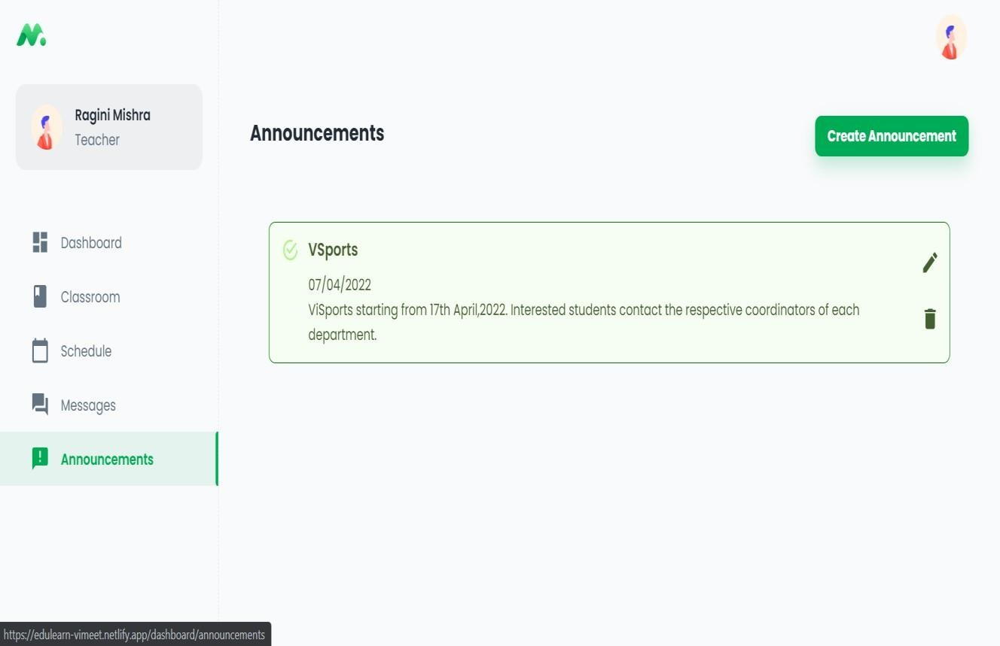 Ragini Mishra
Teacher
Dashboard
Classroom
Schedule
Messages
Announcements
Announcements
Create Announcement
VSports
07/04/2022
ViSports starting from 17th April,2022. Interested students contact the respective coordinators of each
department.
https://edulearn-vimeet.netlify.app/dashboard/announcements